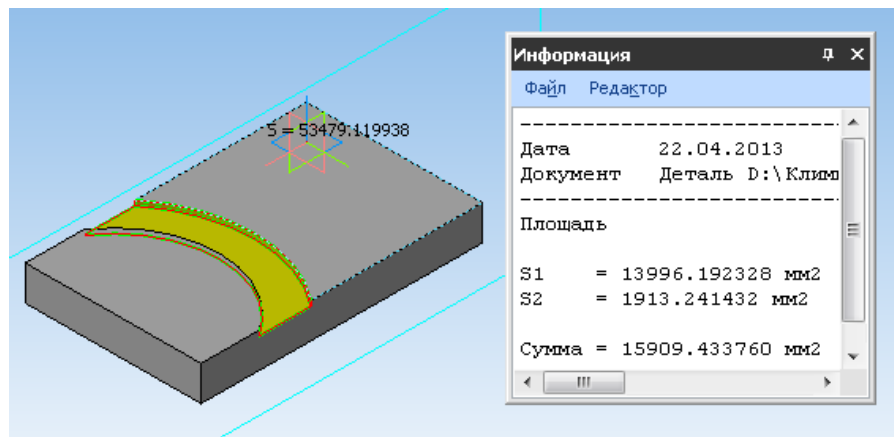 S = 53479.119938
Информация
Файл Редактор
Дата 22.04.2013
Документ Деталь D:\Клим
Площадь
S1 = 13996.192328 мм2
S2 = 1913.241432 мм2
Сумма = 15909.433760 мм2